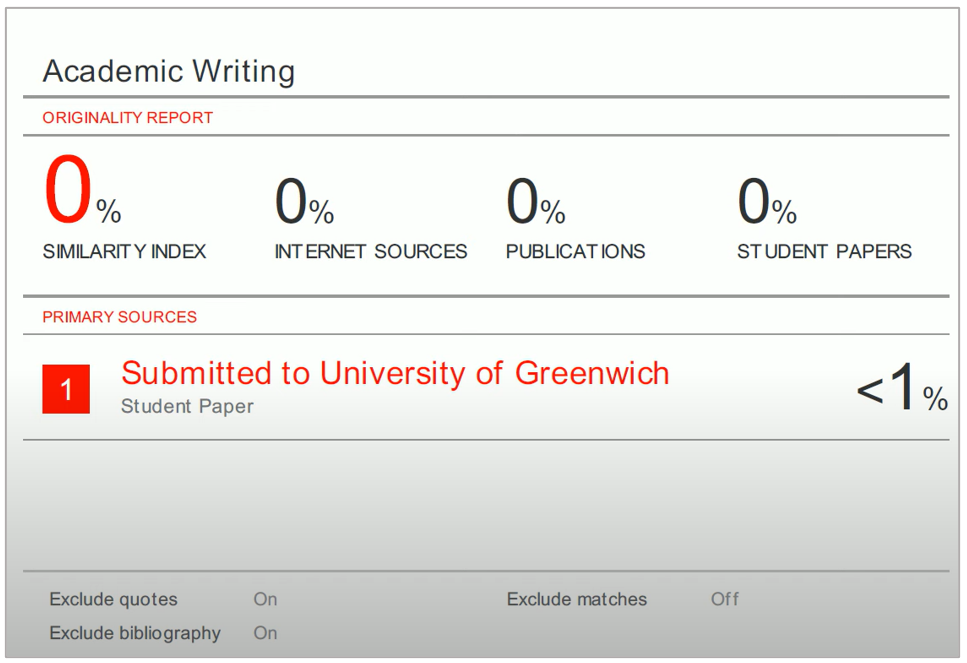 Academic Writing
ORIGINALITY REPORT
0% 0% 0% 0%
SIMILARITY INDEX INTERNET SOURCES PUBLICATIONS STUDENT PAPERS
PRIMARY SOURCES
1 Submitted to University of Greenwich <1%
Student Paper
Exclude quotes On Exclude matches Off
Exclude bibliography On